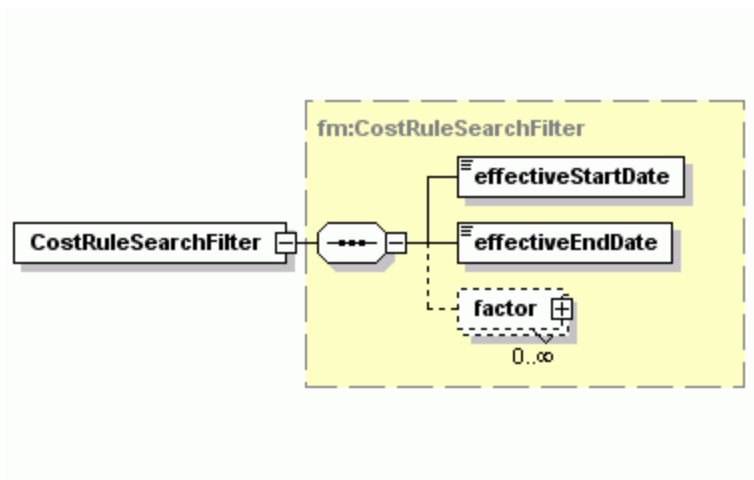 fm:CostRuleSearchFilter
effectiveStartDate
CostRuleSearchFilter
effectiveEndDate
factor
0..∞